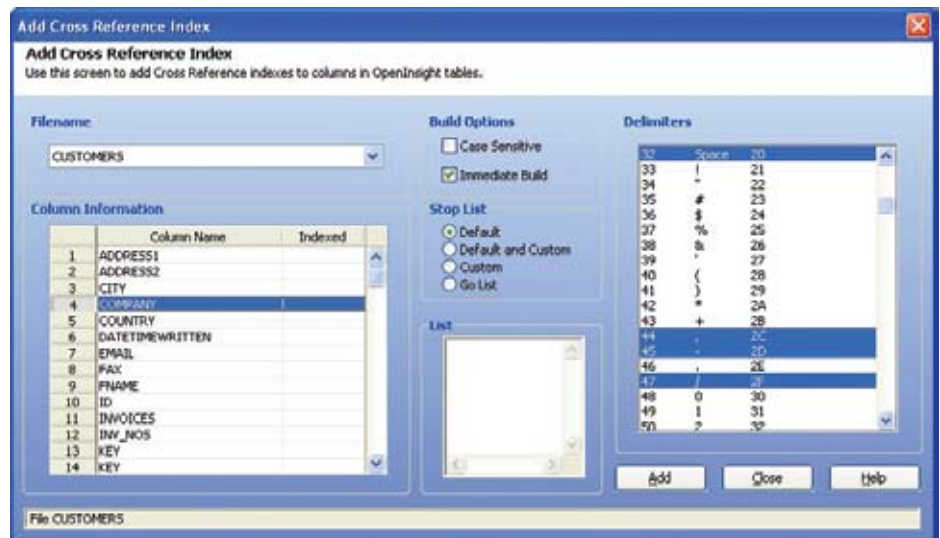 Add Cross Reference Index
Add Cross Reference Index
Use this screen to add Cross Reference indexes to columns in OpenInsight tables.
Filename
CUSTOMERS
Column Information
Column Name Indexed
1 ADDRESS1
2 ADDRESS2
3 CITY
4 COMPANY
5 COUNTRY
6 DATETIMEWRITTEN
7 EMAIL
8 FAX
9 FNAME
10 ID
11 INVOICES
12 INV_NOS
13 KEY
14 KEY
Build Options
Case Sensitive
Immediate Build
Stop List
Default
Default and Custom
Custom
Go List
List
Delimiters
32 Space 20
33 ! 21
34 " 22
35 # 23
36 $ 24
37 % 25
38 & 26
39 ' 27
40 ( 28
41 ) 29
42 * 2A
43 + 2B
44 , 2C
45 - 2D
46 . 2E
47 / 2F
48 0 30
49 1 31
50 2 32
Add Close Help
File CUSTOMERS